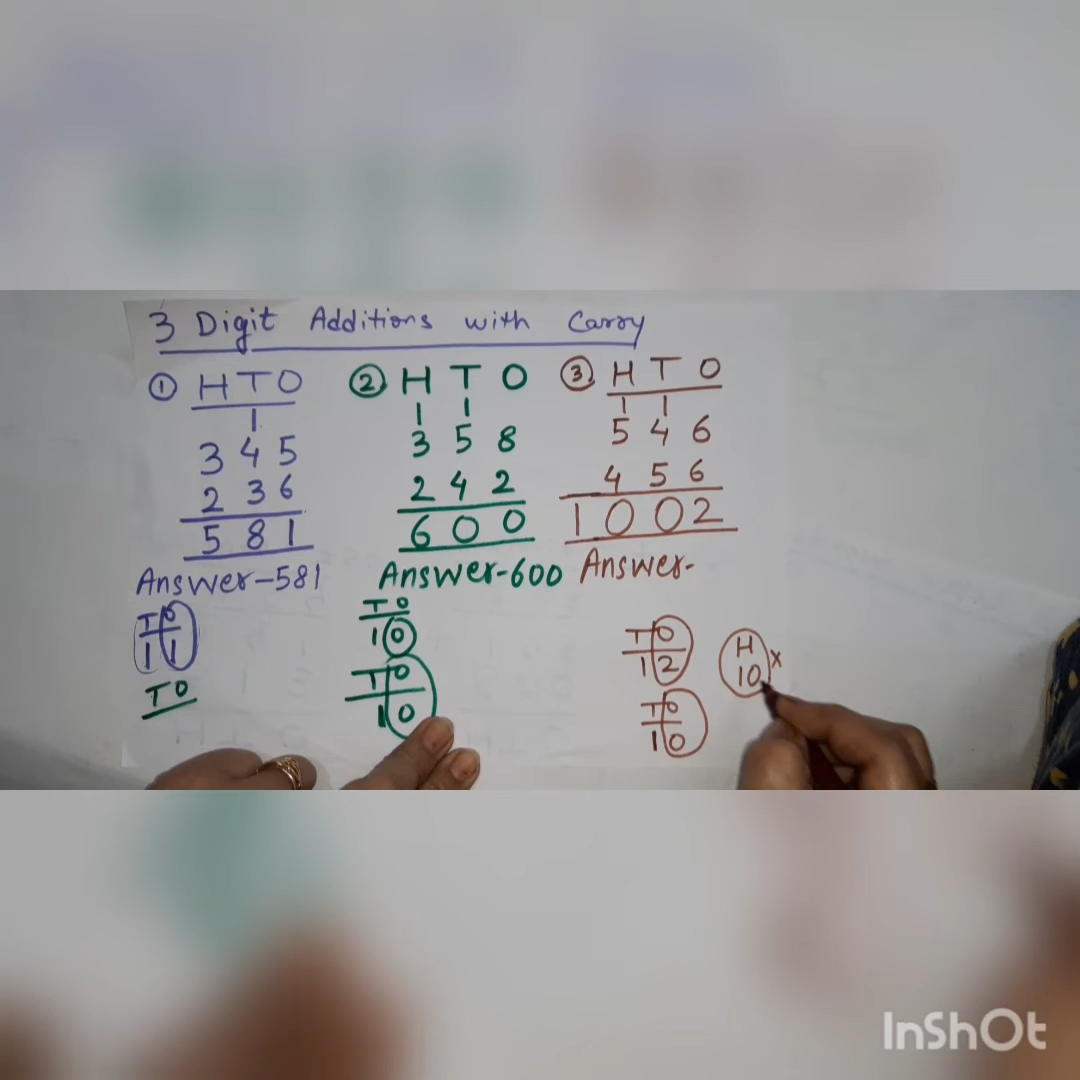 3 Digit Additions with Carry
① H T O
1
3 4 5
2 3 6
5 8 1
Answer-581
T O
1 1
T O
② H T O
1 1
3 5 8
2 4 2
6 0 0
Answer-600
T O
1 0
T O
1 0
③ H T O
1 1
5 4 6
4 5 6
1 0 0 2
Answer-
T O
1 2
T O
1 0
H
10 x
InShOt